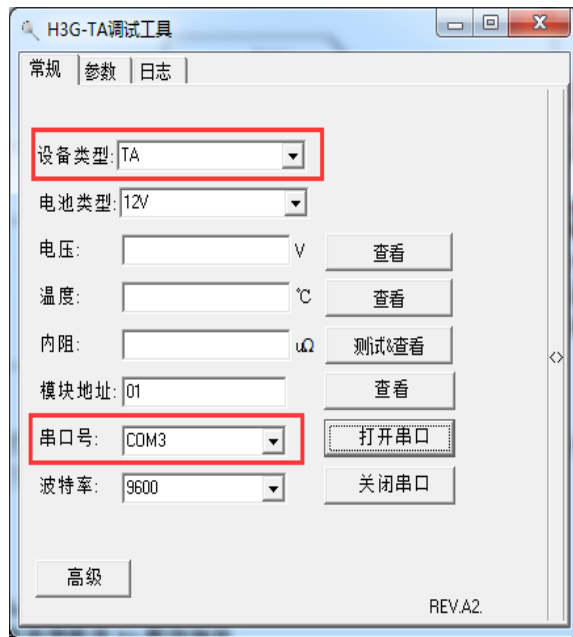 H3G-TA调试工具
常规 参数 日志
设备类型: TA
电池类型: 12V
电压: V 查看
温度: ℃ 查看
内阻: uΩ 测试&查看
模块地址: 01 查看
串口号: COM3 打开串口
波特率: 9600 关闭串口
高级
REV.A2.